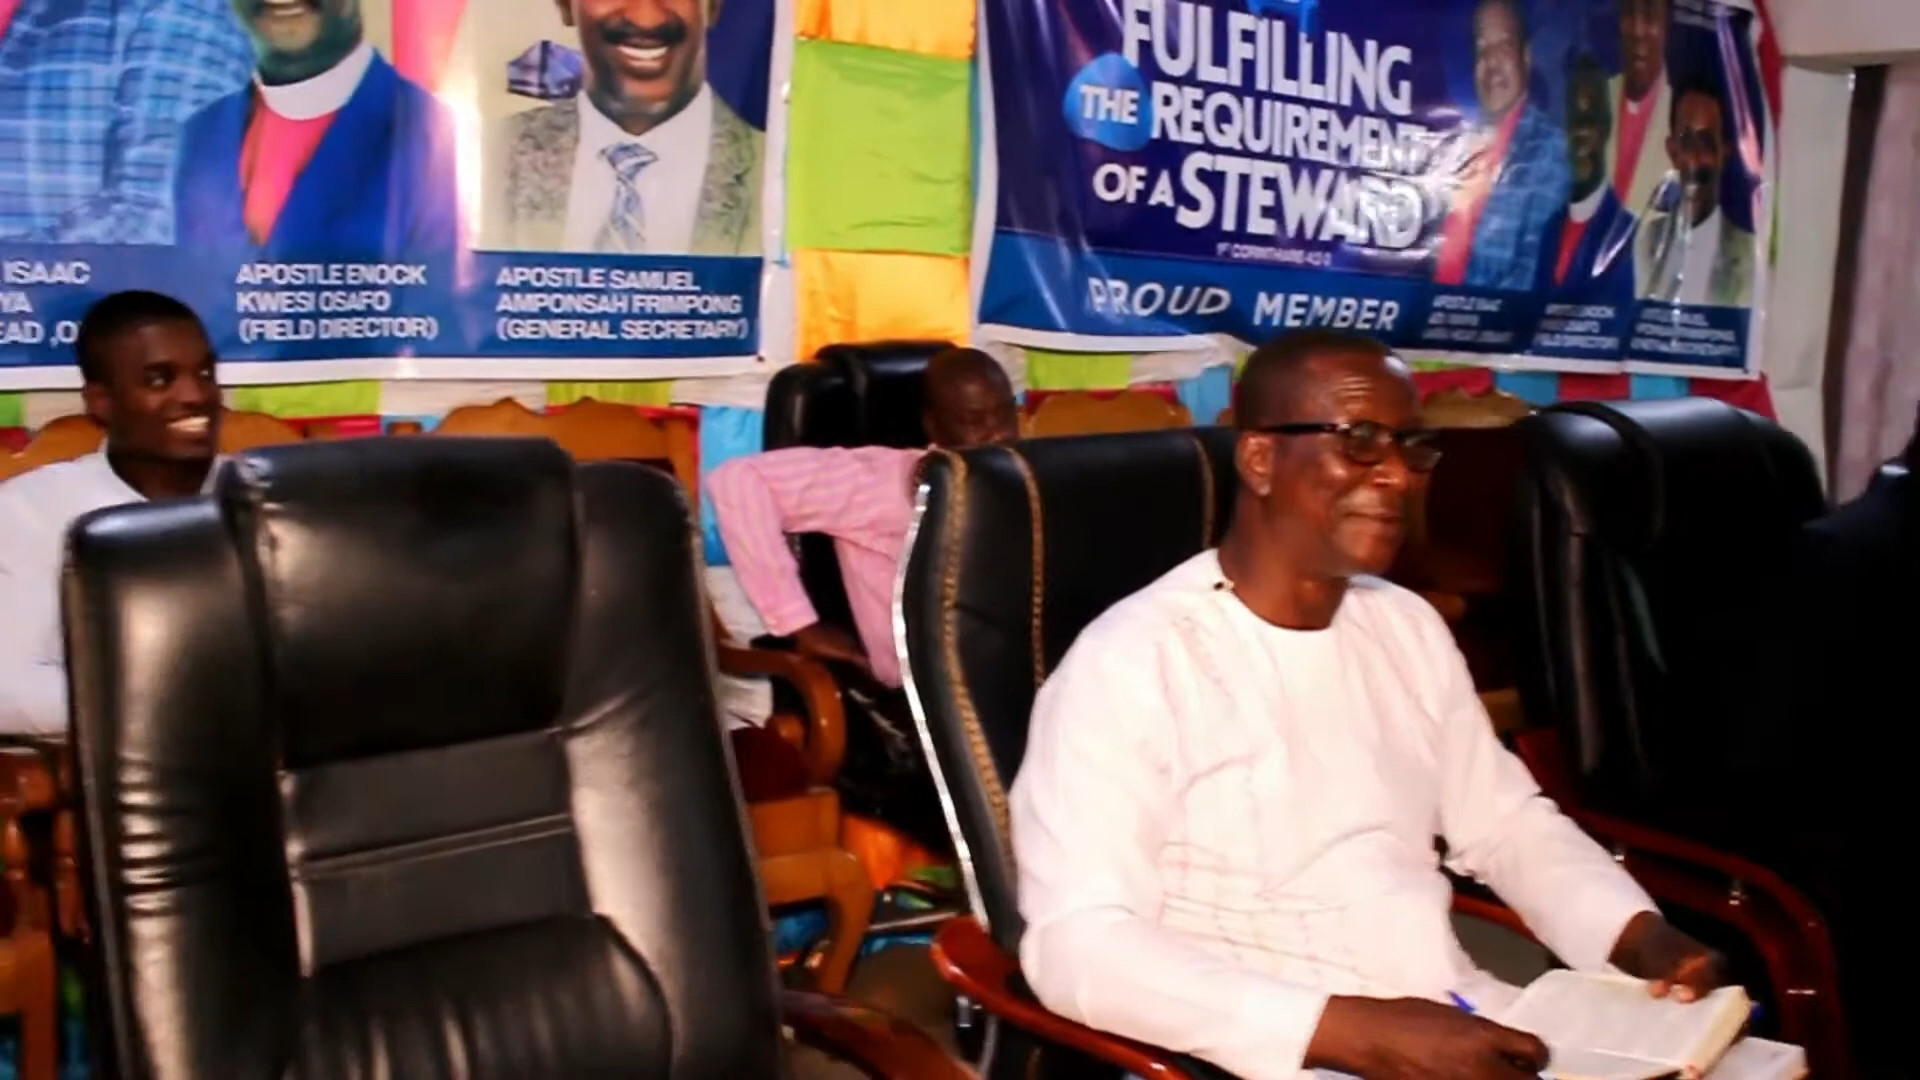 ISAAC
YA
EAD ,O
APOSTLE ENOCK
KWESI OSAFO
(FIELD DIRECTOR)
APOSTLE SAMUEL
AMPONSAH FRIMPONG
(GENERAL SECRETARY)
FULFILLING
THE REQUIREMENT
OF A STEWARD
PROUD MEMBER